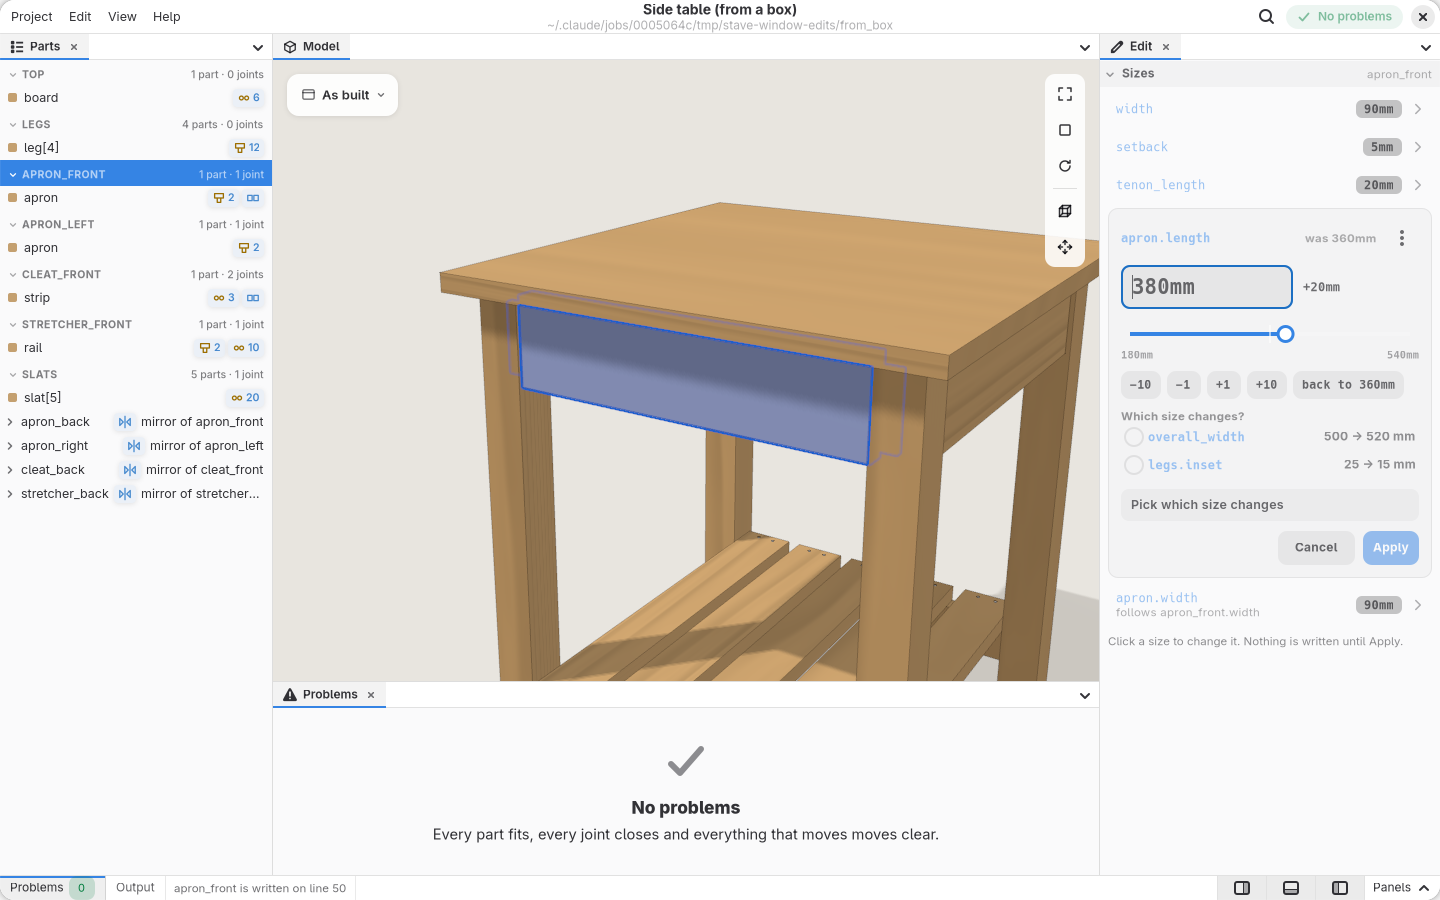 Project Edit View Help
Side table (from a box)
~/.claude/jobs/0005064c/tmp/stave-window-edits/from_box
No problems
Parts
TOP 1 part · 0 joints
board 6
LEGS 4 parts · 0 joints
leg[4] 12
APRON_FRONT 1 part · 1 joint
apron 2
APRON_LEFT 1 part · 1 joint
apron 2
CLEAT_FRONT 1 part · 2 joints
strip 3
STRETCHER_FRONT 1 part · 1 joint
rail 2 10
SLATS 5 parts · 1 joint
slat[5] 20
apron_back mirror of apron_front
apron_right mirror of apron_left
cleat_back mirror of cleat_front
stretcher_back mirror of stretcher...
Model
As built
Problems
No problems
Every part fits, every joint closes and everything that moves moves clear.
Edit
Sizes apron_front
width 90mm
setback 5mm
tenon_length 20mm
apron.length was 360mm
380mm +20mm
180mm 540mm
−10 −1 +1 +10 back to 360mm
Which size changes?
overall_width 500 → 520 mm
legs.inset 25 → 15 mm
Pick which size changes
Cancel Apply
apron.width
follows apron_front.width
90mm
Click a size to change it. Nothing is written until Apply.
Problems 0 Output apron_front is written on line 50
Panels